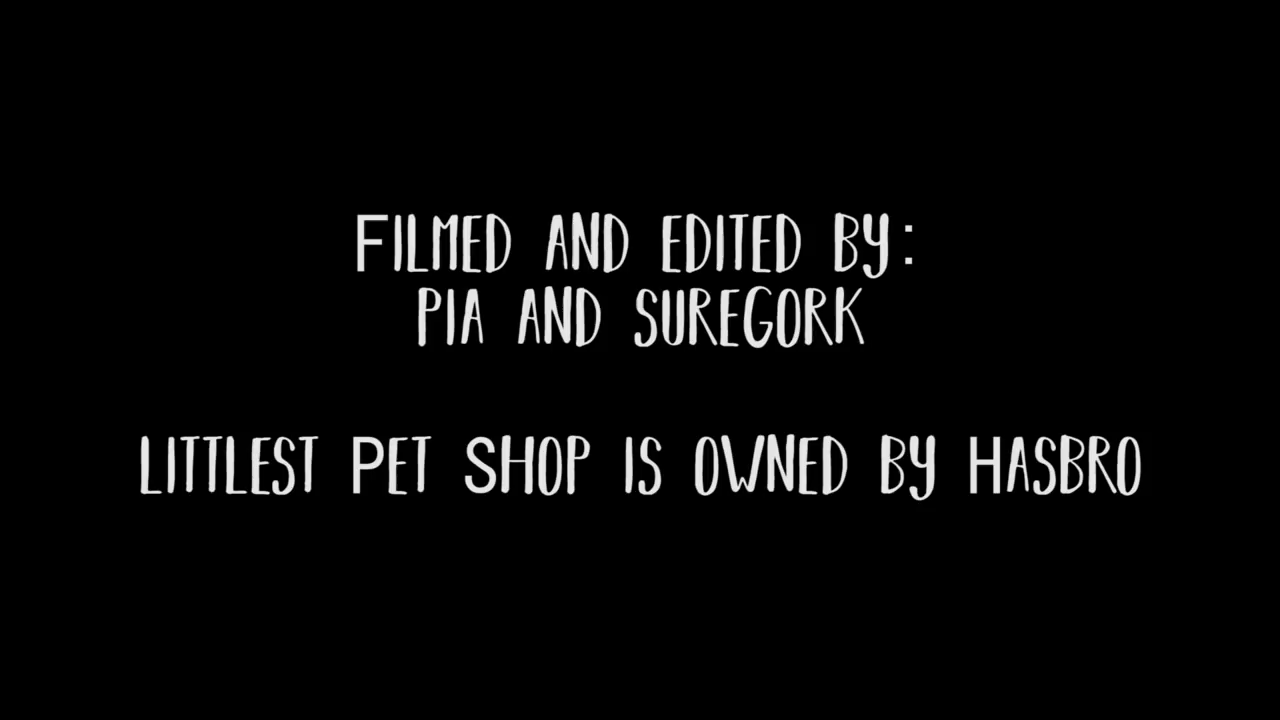 FILMED AND EDITED BY:
PIA AND SUREGORK
LITTLEST PET SHOP IS OWNED BY HASBRO